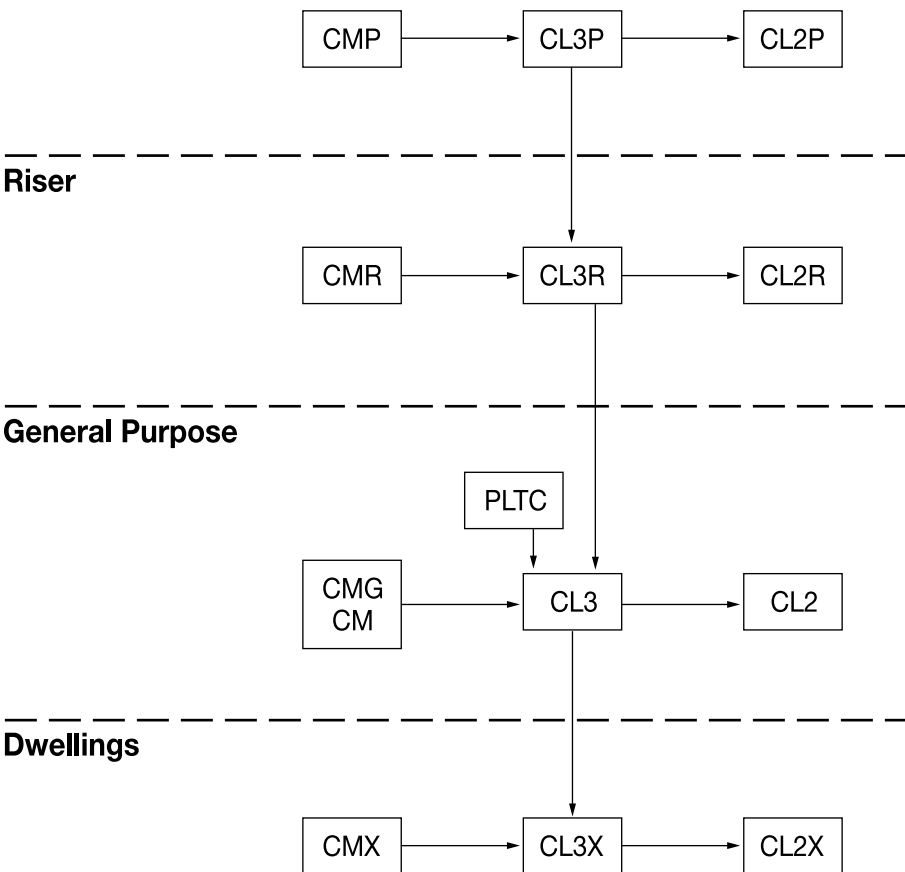 CMP CL3P CL2P
Riser
CMR CL3R CL2R
General Purpose
PLTC
CMG
CM
CL3 CL2
Dwellings
CMX CL3X CL2X